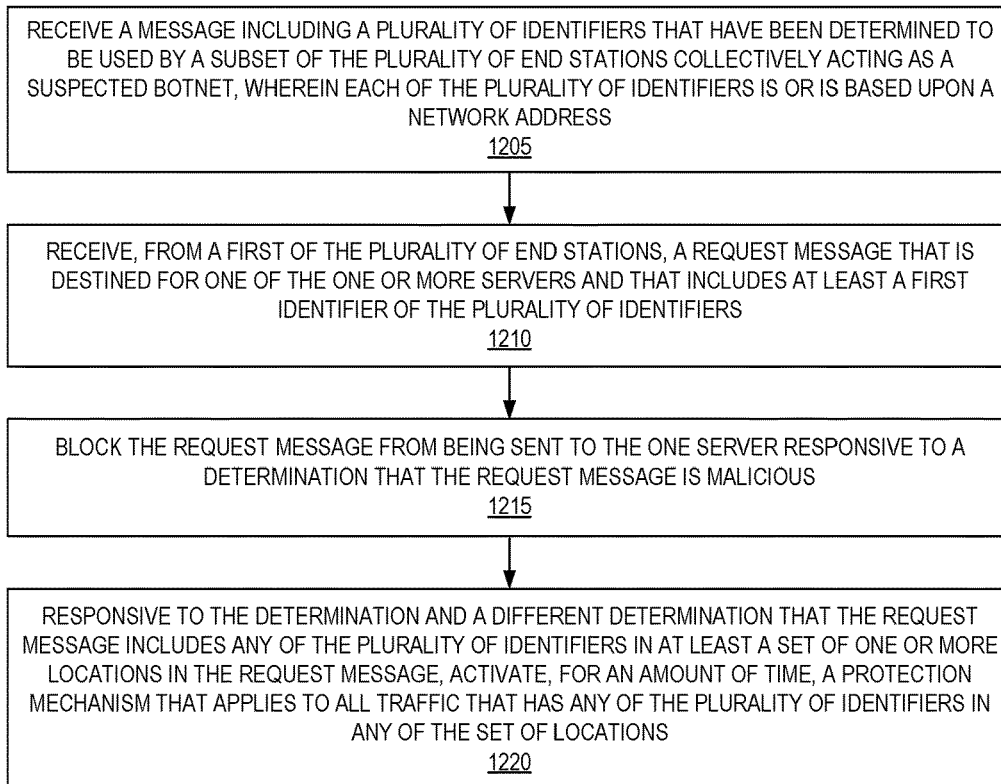 RECEIVE A MESSAGE INCLUDING A PLURALITY OF IDENTIFIERS THAT HAVE BEEN DETERMINED TO
BE USED BY A SUBSET OF THE PLURALITY OF END STATIONS COLLECTIVELY ACTING AS A
SUSPECTED BOTNET, WHEREIN EACH OF THE PLURALITY OF IDENTIFIERS IS OR IS BASED UPON A
NETWORK ADDRESS
1205
RECEIVE, FROM A FIRST OF THE PLURALITY OF END STATIONS, A REQUEST MESSAGE THAT IS
DESTINED FOR ONE OF THE ONE OR MORE SERVERS AND THAT INCLUDES AT LEAST A FIRST
IDENTIFIER OF THE PLURALITY OF IDENTIFIERS
1210
BLOCK THE REQUEST MESSAGE FROM BEING SENT TO THE ONE SERVER RESPONSIVE TO A
DETERMINATION THAT THE REQUEST MESSAGE IS MALICIOUS
1215
RESPONSIVE TO THE DETERMINATION AND A DIFFERENT DETERMINATION THAT THE REQUEST
MESSAGE INCLUDES ANY OF THE PLURALITY OF IDENTIFIERS IN AT LEAST A SET OF ONE OR MORE
LOCATIONS IN THE REQUEST MESSAGE, ACTIVATE, FOR AN AMOUNT OF TIME, A PROTECTION
MECHANISM THAT APPLIES TO ALL TRAFFIC THAT HAS ANY OF THE PLURALITY OF IDENTIFIERS IN
ANY OF THE SET OF LOCATIONS
1220